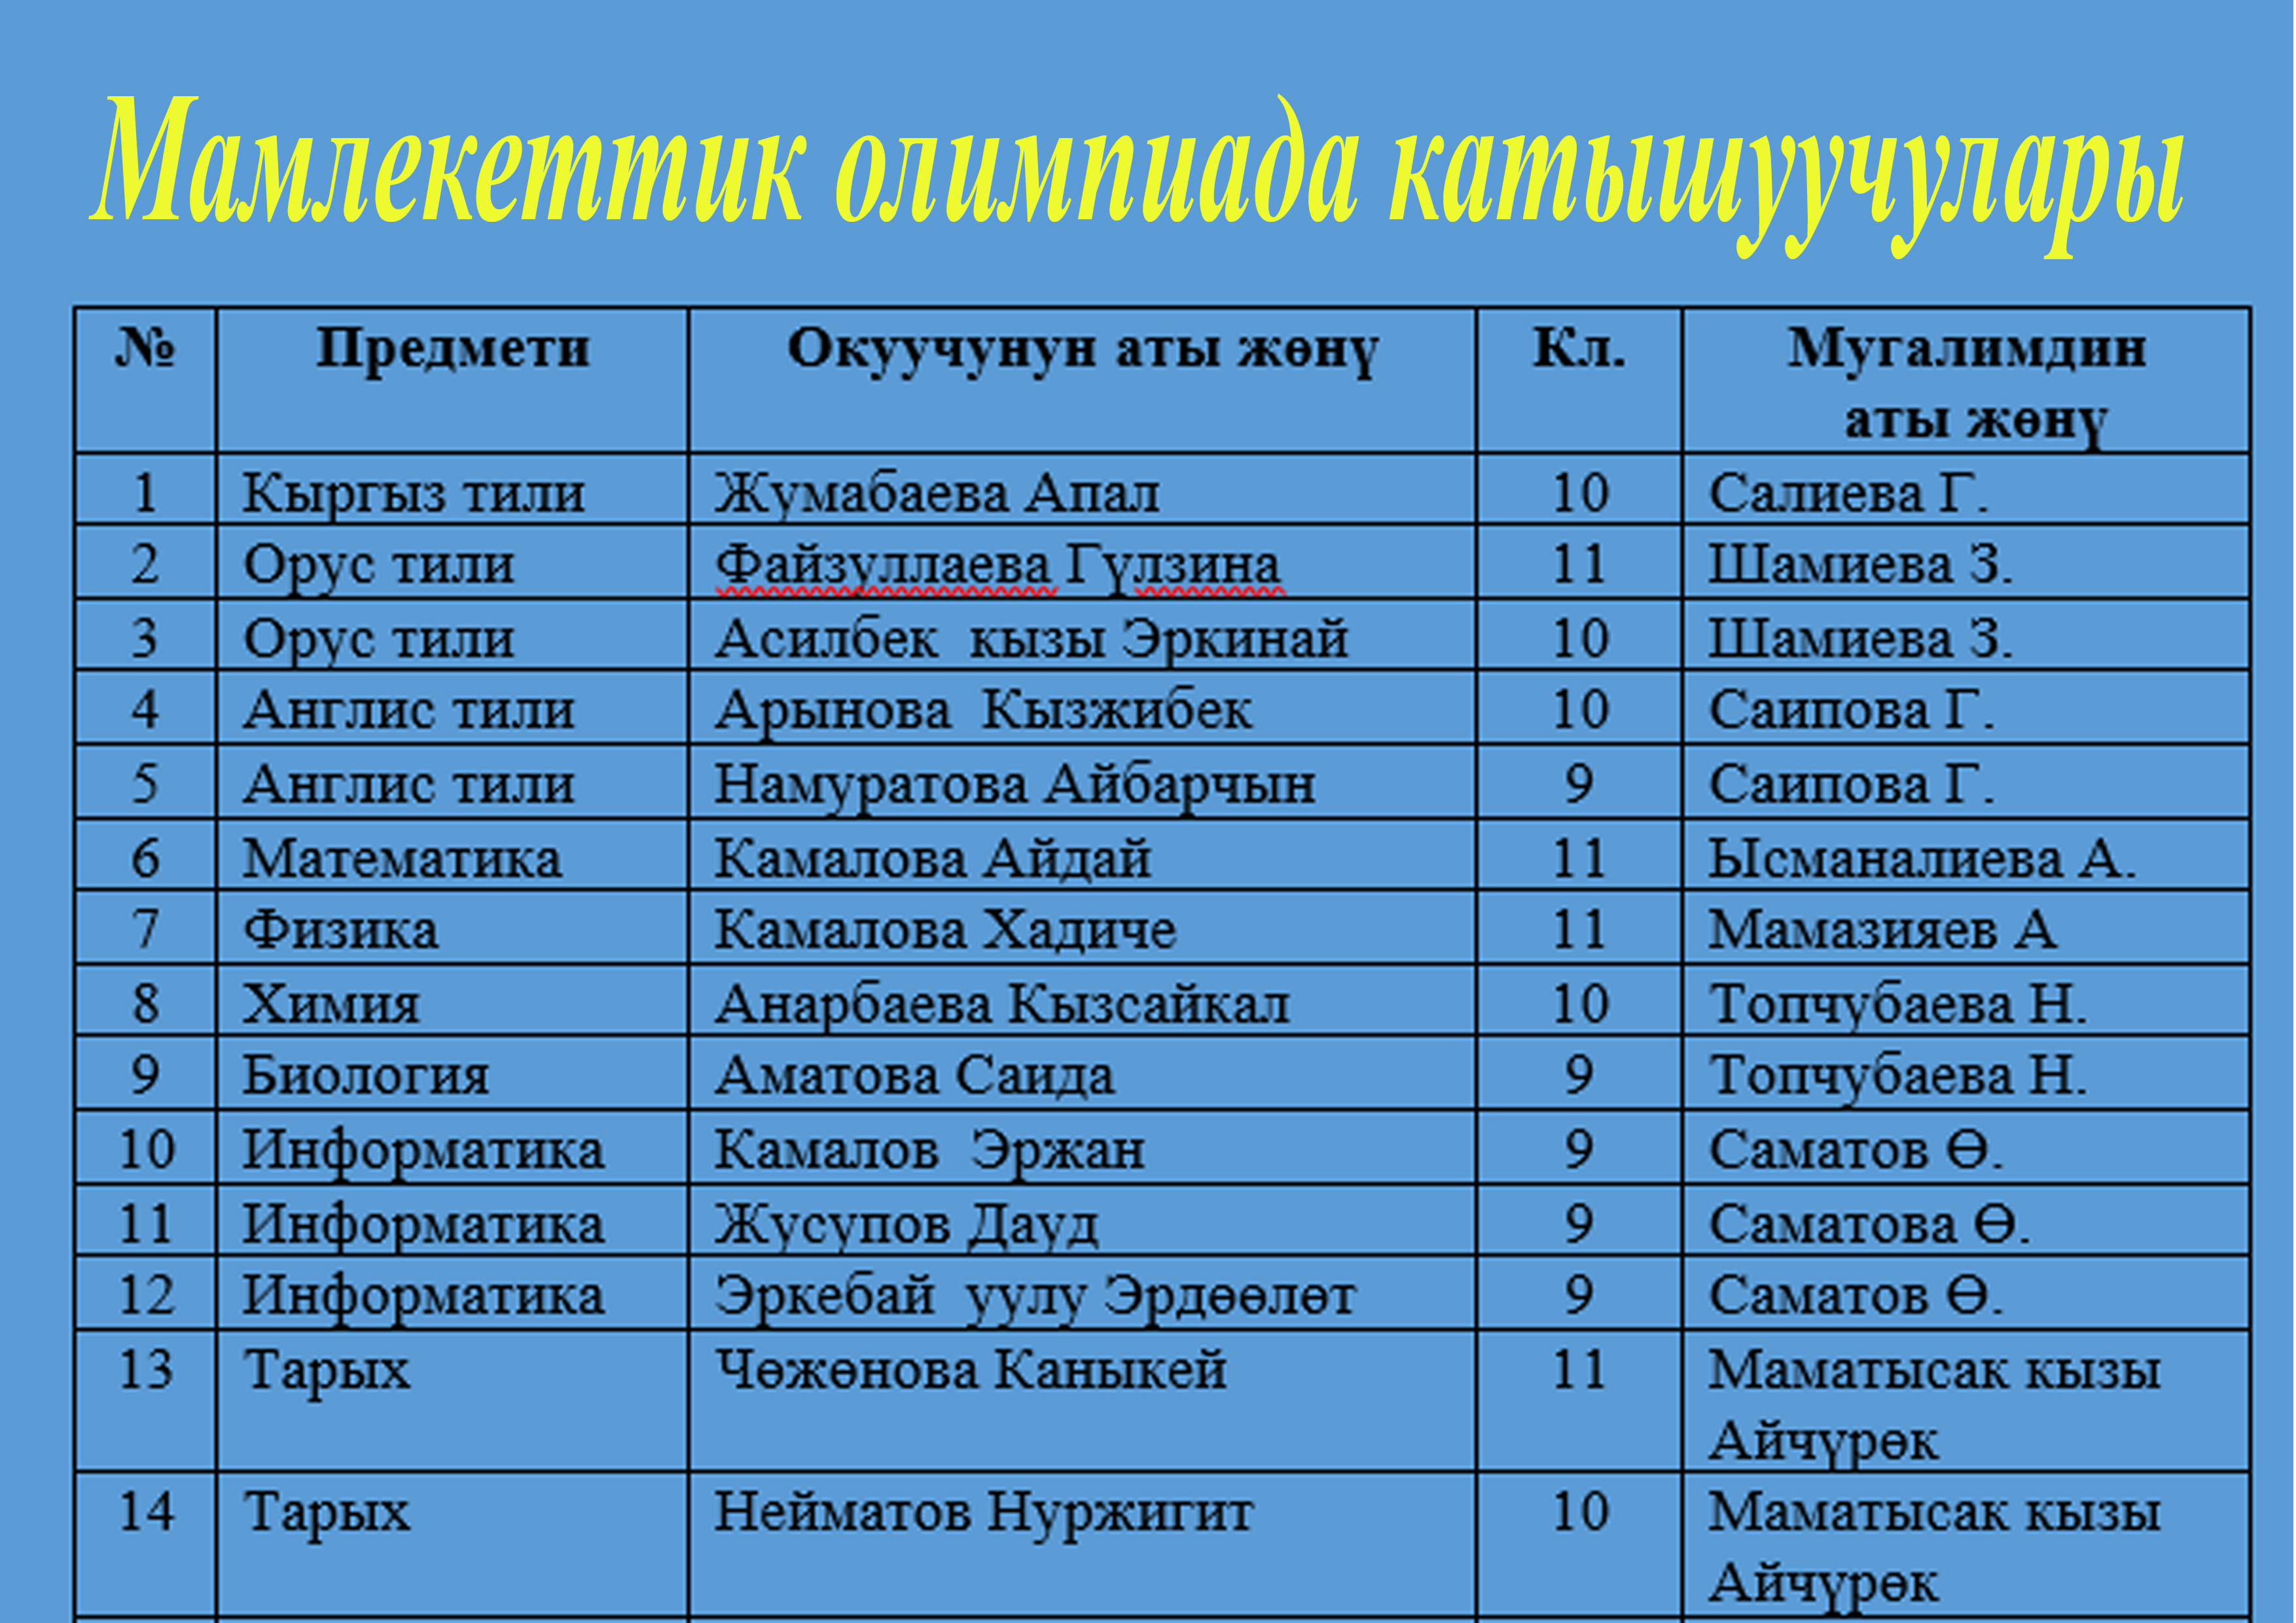 Мамлекеттик олимпиада катышуучулары
№ Предмети Окуучунун аты жөнү Кл. Мугалимдин
аты жөнү
1 Кыргыз тили Жумабаева Апал 10 Салиева Г.
2 Орус тили Файзуллаева Гүлзина 11 Шамиева З.
3 Орус тили Асилбек кызы Эркинай 10 Шамиева З.
4 Англис тили Арынова Кызжибек 10 Саипова Г.
5 Англис тили Намуратова Айбарчын 9 Саипова Г.
6 Математика Камалова Айдай 11 Ысманалиева А.
7 Физика Камалова Хадиче 11 Мамазияев А
8 Химия Анарбаева Кызсайкал 10 Топчубаева Н.
9 Биология Аматова Саида 9 Топчубаева Н.
10 Информатика Камалов Эржан 9 Саматов Ө.
11 Информатика Жусупов Дауд 9 Саматова Ө.
12 Информатика Эркебай уулу Эрдөөлөт 9 Саматов Ө.
13 Тарых Чөжөнова Каныкей 11 Маматысак кызы
Айчүрөк
14 Тарых Нейматов Нуржигит 10 Маматысак кызы
Айчүрөк